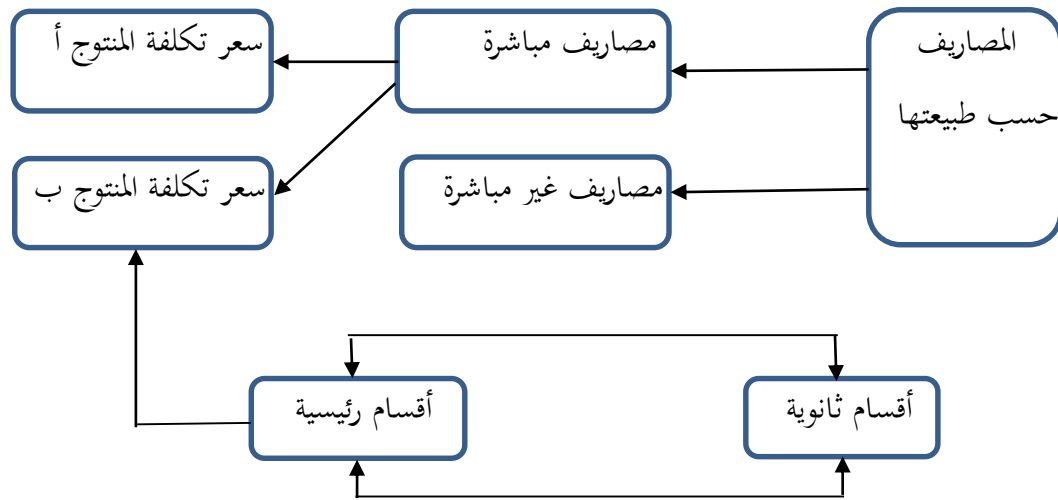 المصاريف
حسب طبيعتها
مصاريف مباشرة
سعر تكلفة المنتوج أ
مصاريف غير مباشرة
سعر تكلفة المنتوج ب
أقسام ثانوية
أقسام رئيسية